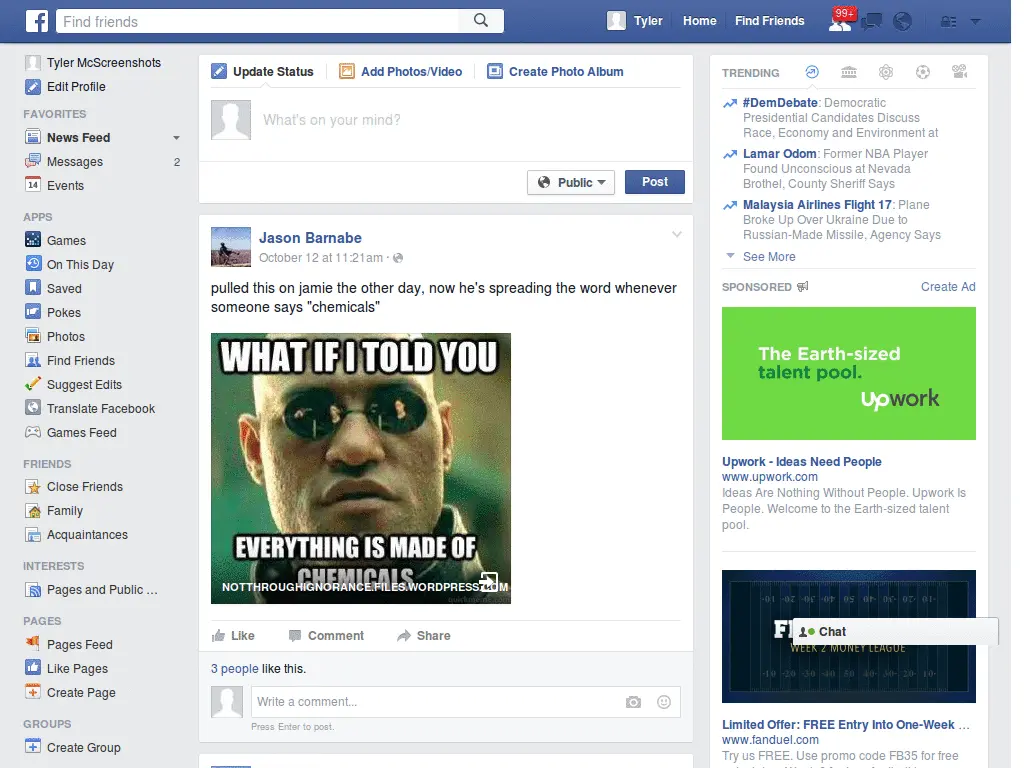 Find friends
Tyler
Home
Find Friends
99+
Tyler McScreenshots
Edit Profile
FAVORITES
News Feed
Messages
2
14
Events
APPS
Games
On This Day
Saved
Pokes
Photos
Find Friends
Suggest Edits
Translate Facebook
Games Feed
FRIENDS
Close Friends
Family
Acquaintances
INTERESTS
Pages and Public ...
PAGES
Pages Feed
Like Pages
Create Page
GROUPS
Create Group
Update Status
Add Photos/Video
Create Photo Album
What's on your mind?
Public
Post
Jason Barnabe
October 12 at 11:21am ·
pulled this on jamie the other day, now he's spreading the word whenever
someone says "chemicals"
WHAT IF I TOLD YOU
EVERYTHING IS MADE OF
CHEMICALS
NOTTHROUGHIGNORANCE.FILES.WORDPRESS.COM
Like
Comment
Share
3 people like this.
Write a comment...
Press Enter to post.
TRENDING
#DemDebate: Democratic
Presidential Candidates Discuss
Race, Economy and Environment at
Lamar Odom: Former NBA Player
Found Unconscious at Nevada
Brothel, County Sheriff Says
Malaysia Airlines Flight 17: Plane
Broke Up Over Ukraine Due to
Russian-Made Missile, Agency Says
See More
SPONSORED
Create Ad
The Earth-sized
talent pool.
Upwork
Upwork - Ideas Need People
www.upwork.com
Ideas Are Nothing Without People. Upwork Is
People. Welcome to the Earth-sized talent
pool.
Chat
WEEK 2 MONEY LEAGUE
Limited Offer: FREE Entry Into One-Week ...
www.fanduel.com
Try us FREE. Use promo code FB35 for free